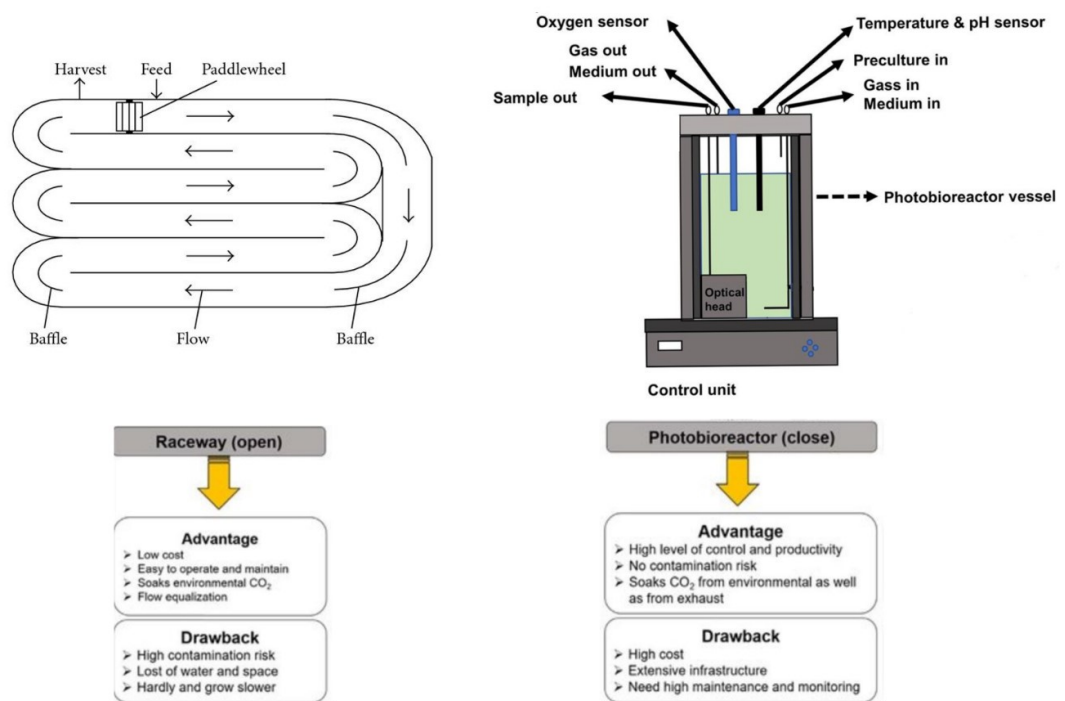 Harvest
Feed
Paddlewheel
Baffle
Flow
Baffle
Oxygen sensor
Gas out
Medium out
Sample out
Temperature & pH sensor
Preculture in
Gass in
Medium in
Photobioreactor vessel
Optical
head
Control unit
Raceway (open)
Advantage
➢ Low cost
➢ Easy to operate and maintain
➢ Soaks environmental CO₂
➢ Flow equalization
Drawback
➢ High contamination risk
➢ Lost of water and space
➢ Hardly and grow slower
Photobioreactor (close)
Advantage
➢ High level of control and productivity
➢ No contamination risk
➢ Soaks CO₂ from environmental as well
as from exhaust
Drawback
➢ High cost
➢ Extensive infrastructure
➢ Need high maintenance and monitoring